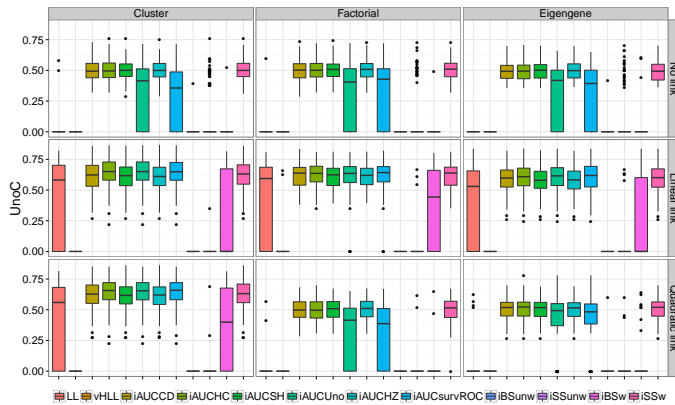 Cluster
Factorial
Eigengene
0.75
0.50
0.25
0.00
No link
0.75
0.50
0.25
0.00
Linear link
0.75
0.50
0.25
0.00
Quadratic link
UnoC
LL vHLL iAUCCD iAUCHC iAUCSH iAUCUno iAUCHZ iAUCsurvROC iBSunw iSSunw iBSw iSSw